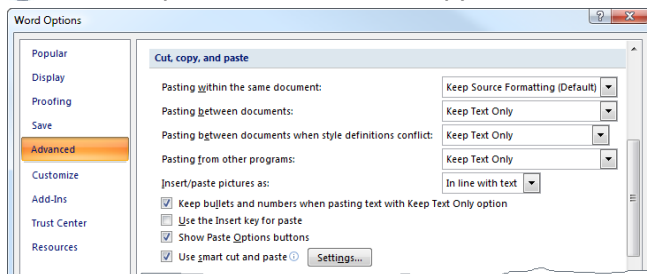 Word Options
Popular
Display
Proofing
Save
Advanced
Customize
Add-Ins
Trust Center
Resources
Cut, copy, and paste
Pasting within the same document: Keep Source Formatting (Default)
Pasting between documents: Keep Text Only
Pasting between documents when style definitions conflict: Keep Text Only
Pasting from other programs: Keep Text Only
Insert/paste pictures as: In line with text
Keep bullets and numbers when pasting text with Keep Text Only option
Use the Insert key for paste
Show Paste Options buttons
Use smart cut and paste Settings...